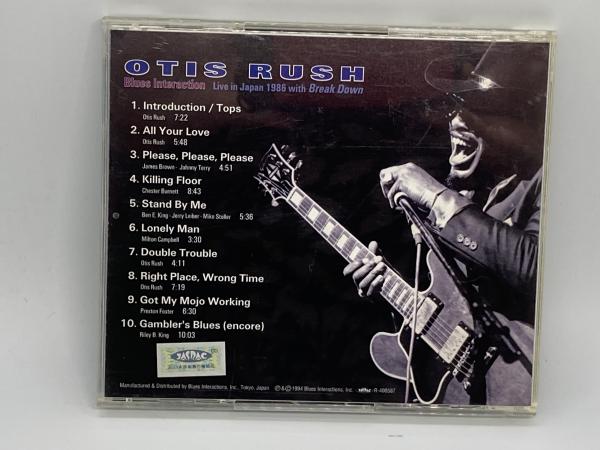 OTIS RUSH
Blues Interaction Live in Japan 1986 with Break Down
1. Introduction / Tops
Otis Rush 7:22
2. All Your Love
Otis Rush 5:48
3. Please, Please, Please
James Brown - Johnny Terry 4:51
4. Killing Floor
Chester Burnett 8:43
5. Stand By Me
Ben E. King - Jerry Leiber - Mike Stoller 5:36
6. Lonely Man
Milton Campbell 3:30
7. Double Trouble
Otis Rush 4:11
8. Right Place, Wrong Time
Otis Rush 7:19
9. Got My Mojo Working
Preston Foster 6:30
10. Gambler's Blues (encore)
Riley B. King 10:03
JASRAC
Manufactured & Distributed by Blues Interactions, Inc., Tokyo, Japan ℗&© 1994 Blues Interactions, Inc.